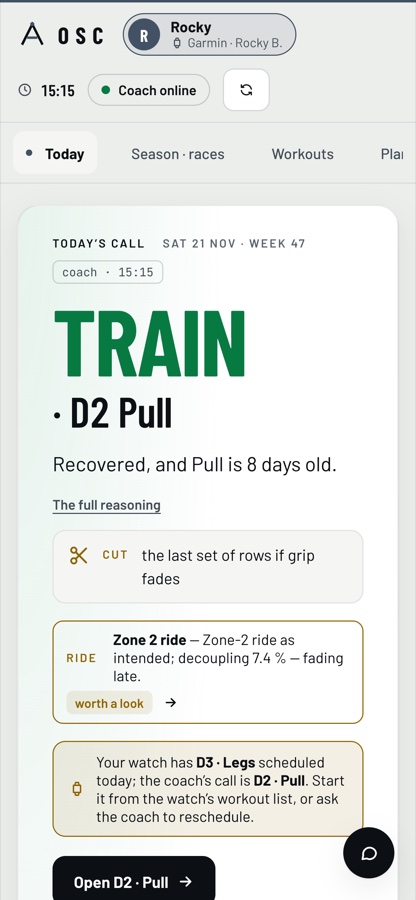 OSC
R
Rocky
Garmin · Rocky B.
15:15
Coach online
Today
Season · races
Workouts
TODAY'S CALL SAT 21 NOV · WEEK 47
coach · 15:15
TRAIN
· D2 Pull
Recovered, and Pull is 8 days old.
The full reasoning
CUT the last set of rows if grip
fades
RIDE Zone 2 ride — Zone-2 ride as
intended; decoupling 7.4 % — fading
late.
worth a look →
Your watch has D3 · Legs scheduled
today; the coach's call is D2 · Pull. Start
it from the watch's workout list, or ask
the coach to reschedule.
Open D2 · Pull →